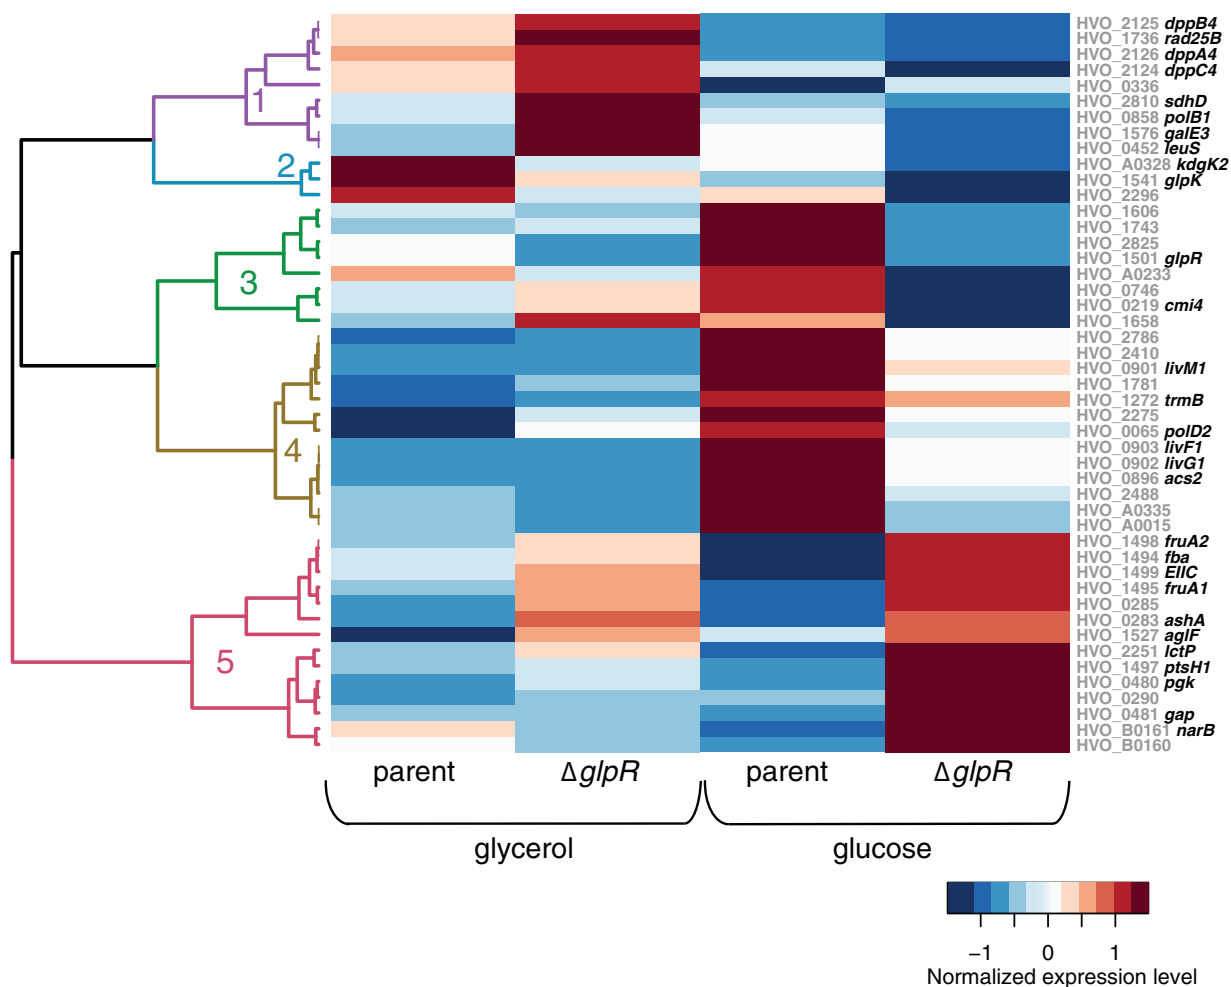 HVO_2125 dppB4
HVO_1736 rad25B
HVO_2126 dppA4
HVO_2124 dppC4
HVO_0336
1
HVO_2810 sdhD
HVO_0858 polB1
HVO_1576 galE3
HVO_0452 leuS
2
HVO_A0328 kdgK2
HVO_1541 glpK
HVO_2296
HVO_1606
HVO_1743
HVO_2825
HVO_1501 glpR
HVO_A0233
3
HVO_0746
HVO_0219 cmi4
HVO_1658
HVO_2786
HVO_2410
HVO_0901 livM1
HVO_1781
HVO_1272 trmB
HVO_2275
HVO_0065 polD2
HVO_0903 livF1
4
HVO_0902 livG1
HVO_0896 acs2
HVO_2488
HVO_A0335
HVO_A0015
HVO_1498 fruA2
HVO_1494 fba
HVO_1499 EIIC
HVO_1495 fruA1
HVO_0285
HVO_0283 ashA
HVO_1527 aglF
HVO_2251 lctP
5
HVO_1497 ptsH1
HVO_0480 pgk
HVO_0290
HVO_0481 gap
HVO_B0161 narB
HVO_B0160
parent ΔglpR parent ΔglpR
glycerol glucose
−1 0 1
Normalized expression level